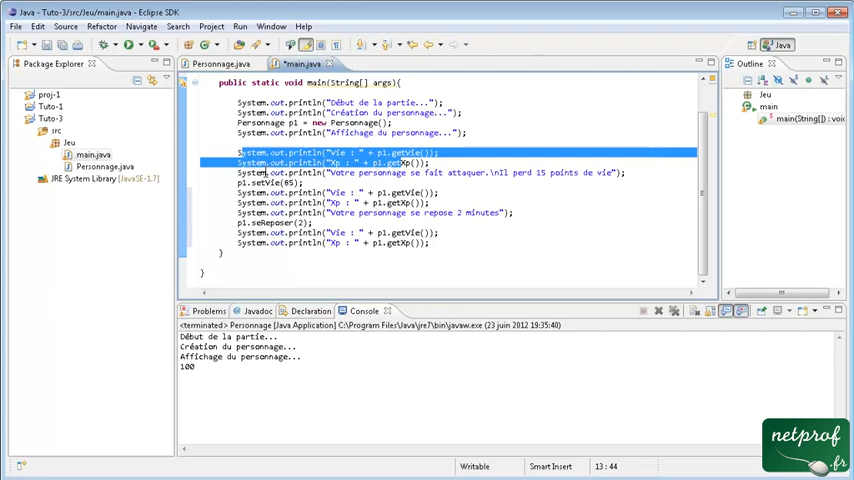 Java - Tuto-3/src/Jeu/main.java - Eclipse SDK
File Edit Source Refactor Navigate Search Project Run Window Help
Java
Package Explorer
Personnage.java
*main.java
Outline
proj-1
Tuto-1
Tuto-3
src
Jeu
main.java
Personnage.java
JRE System Library [JavaSE-1.7]
public static void main(String[] args){
System.out.println("Début de la partie...");
System.out.println("Création du personnage...");
Personnage p1 = new Personnage();
System.out.println("Affichage du personnage...");
System.out.println("Vie : " + p1.getVie());
System.out.println("Xp : " + p1.getXp());
System.out.println("Votre personnage se fait attaquer.\nIl perd 15 points de vie");
p1.setVie(85);
System.out.println("Vie : " + p1.getVie());
System.out.println("Xp : " + p1.getXp());
System.out.println("Votre personnage se repose 2 minutes");
p1.seReposer(2);
System.out.println("Vie : " + p1.getVie());
System.out.println("Xp : " + p1.getXp());
}
}
Jeu
main
main(String[]) : void
Problems
Javadoc
Declaration
Console
<terminated> Personnage [Java Application] C:\Program Files\Java\jre7\bin\javaw.exe (23 juin 2012 19:35:40)
Début de la partie...
Création du personnage...
Affichage du personnage...
100
Writable
Smart Insert
13 : 44
netprof
.fr